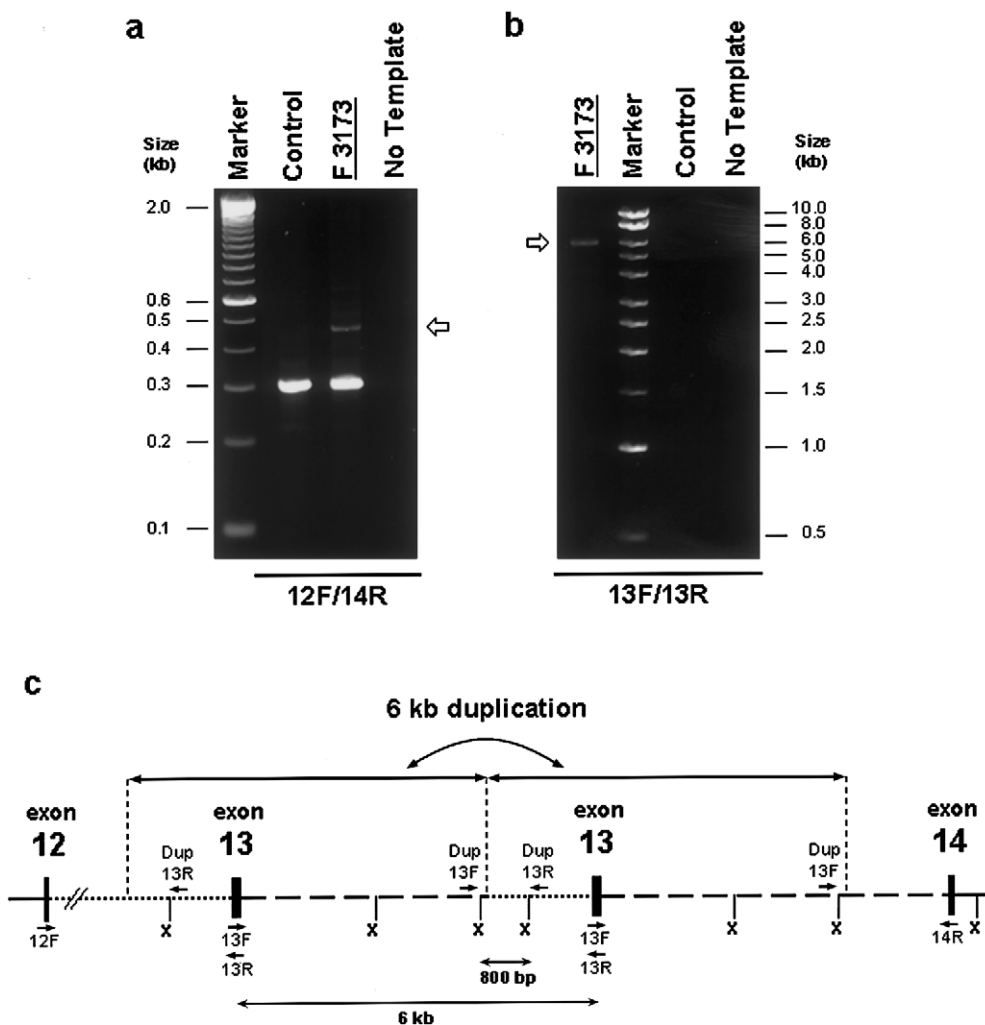 a
b
Size
(kb)
Marker
Control
F 3173
No Template
2.0
0.6
0.5
0.4
0.3
0.2
0.1
12F/14R
F 3173
Marker
Control
No Template
Size
(kb)
10.0
8.0
6.0
5.0
4.0
3.0
2.5
2.0
1.5
1.0
0.5
13F/13R
c
6 kb duplication
exon
12
exon
13
exon
13
exon
14
Dup
13R
Dup
13F
Dup
13R
Dup
13F
12F
x
13F
13R
x
x
x
13F
13R
x
x
14R
x
800 bp
6 kb